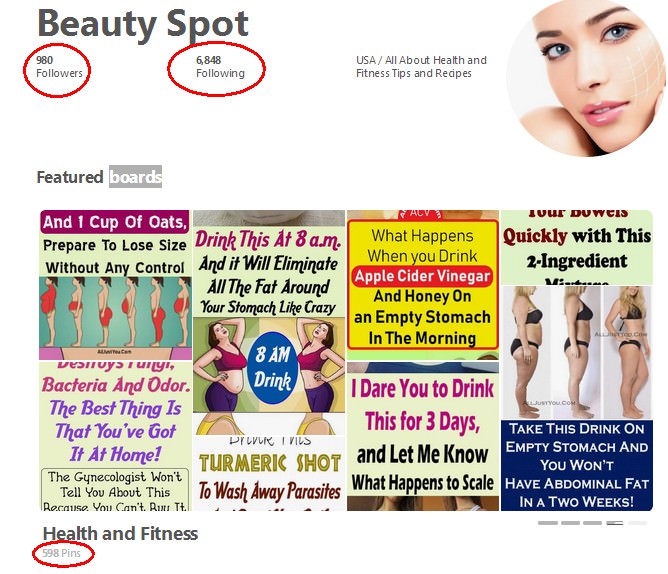 Beauty Spot
980
Followers
6,848
Following
USA / All About Health and
Fitness Tips and Recipes
Featured boards
And 1 Cup Of Oats,
Prepare To Lose Size
Without Any Control
AllJustYou.Com
Destroys Fungi,
Bacteria And Odor.
The Best Thing Is
That You've Got
It At Home!
The Gynecologist Won't
Tell You About This
Because You Can't Buy It
Drink This At 8 a.m.
And it Will Eliminate
All The Fat Around
Your Stomach Like Crazy
8 AM
Drink
Drink This
TURMERIC SHOT
To Wash Away Parasites
ACV
What Happens
When you Drink
Apple Cider Vinegar
And Honey On
an Empty Stomach
In The Morning
I Dare You to Drink
This for 3 Days,
and Let Me Know
What Happens to Scale
Your Bowels
Quickly with This
2-Ingredient
Mixture
AllJustYou.Com
AllJustYou.Com
Take This Drink On
Empty Stomach And
You Won't
Have Abdominal Fat
In a Two Weeks!
Health and Fitness
598 Pins